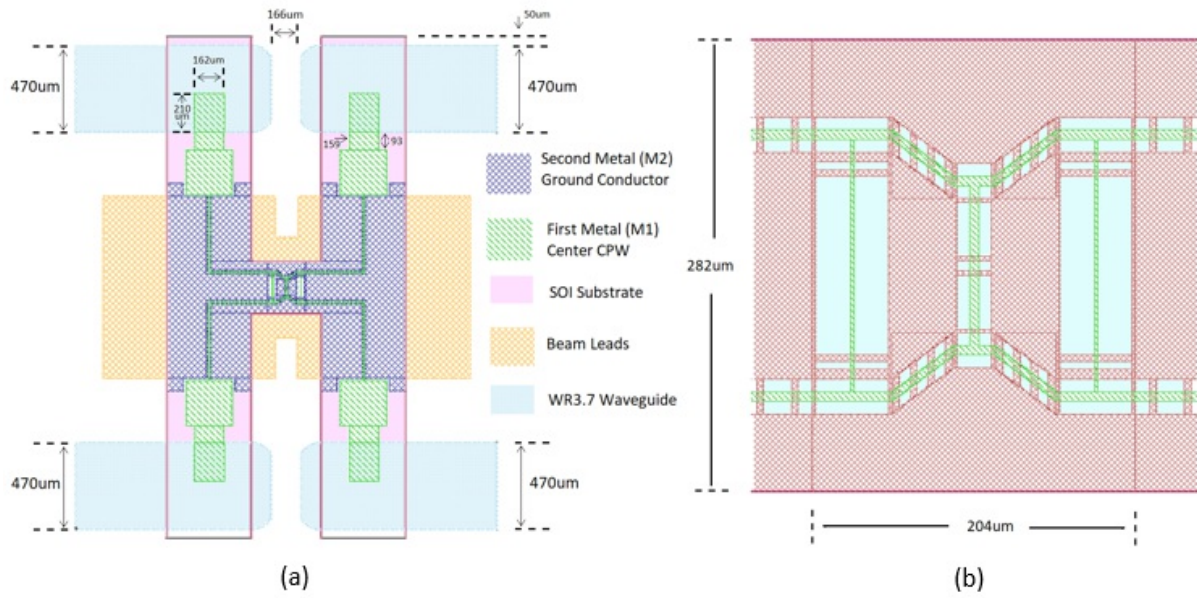 166um
50um
162um
470um
470um
210
um
159
93
Second Metal (M2)
Ground Conductor
First Metal (M1)
Center CPW
SOI Substrate
Beam Leads
WR3.7 Waveguide
470um
470um
(a)
282um
204um
(b)